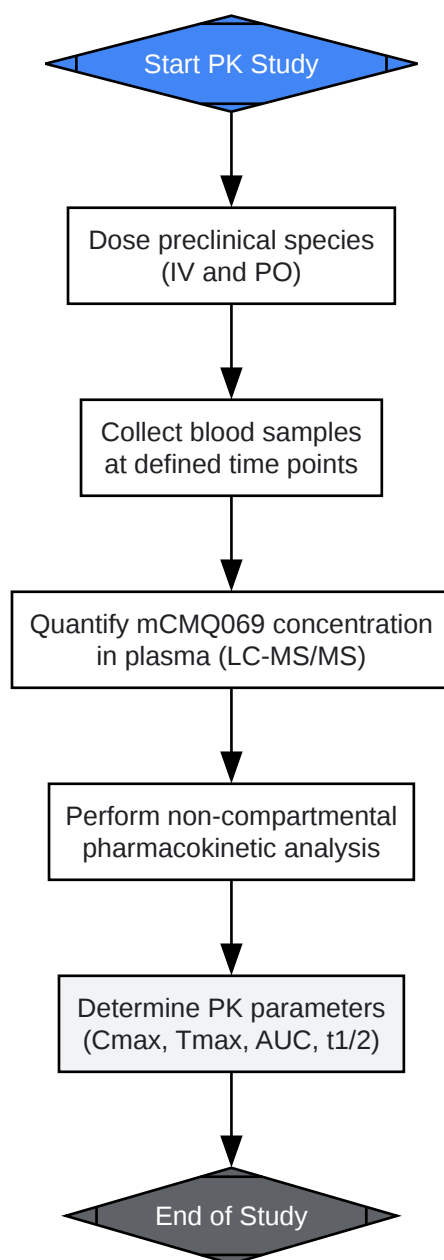 Start PK Study
Dose preclinical species
(IV and PO)
Collect blood samples
at defined time points
Quantify mCMQ069 concentration
in plasma (LC-MS/MS)
Perform non-compartmental
pharmacokinetic analysis
Determine PK parameters
(Cmax, Tmax, AUC, t1/2)
End of Study